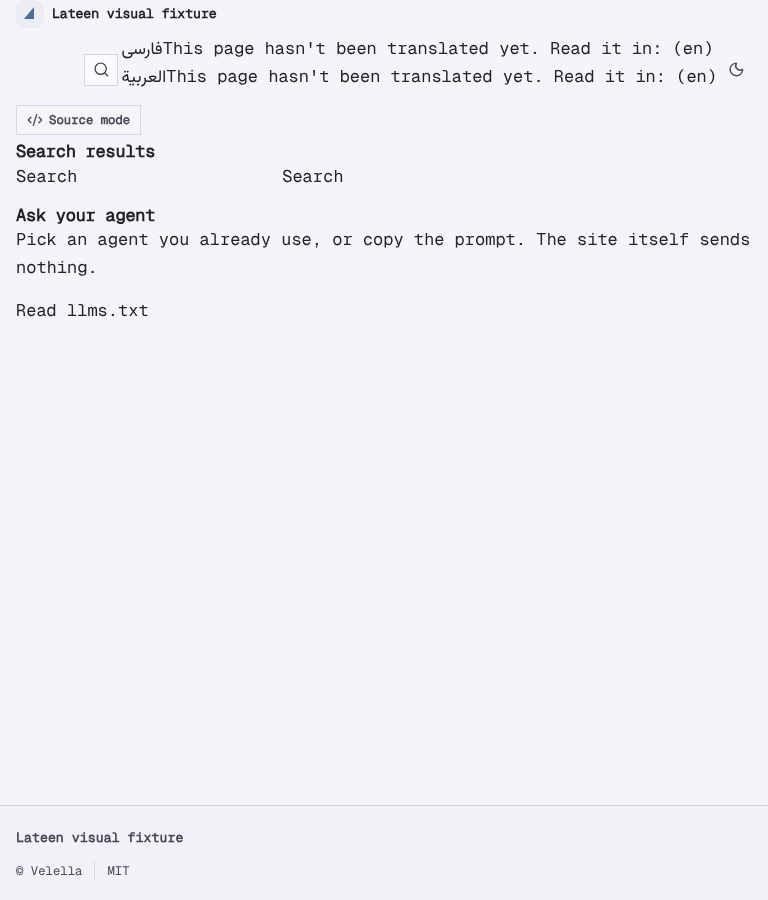 Lateen visual fixture
فارسیThis page hasn't been translated yet. Read it in: (en)
العربيةThis page hasn't been translated yet. Read it in: (en)
</> Source mode
Search results
Search Search
Ask your agent
Pick an agent you already use, or copy the prompt. The site itself sends
nothing.
Read llms.txt
Lateen visual fixture
© Velella MIT